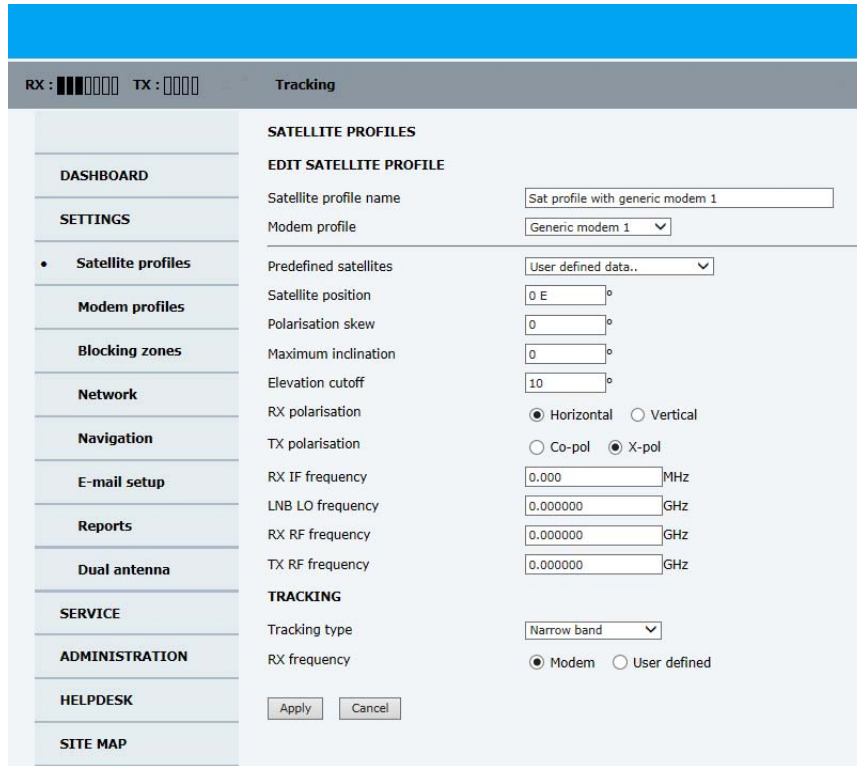 RX : TX : Tracking
SATELLITE PROFILES
EDIT SATELLITE PROFILE
DASHBOARD
SETTINGS
• Satellite profiles
Modem profiles
Blocking zones
Network
Navigation
E-mail setup
Reports
Dual antenna
SERVICE
ADMINISTRATION
HELPDESK
SITE MAP
Satellite profile name Sat profile with generic modem 1
Modem profile Generic modem 1
Predefined satellites User defined data..
Satellite position 0 E °
Polarisation skew 0 °
Maximum inclination 0 °
Elevation cutoff 10 °
RX polarisation Horizontal Vertical
TX polarisation Co-pol X-pol
RX IF frequency 0.000 MHz
LNB LO frequency 0.000000 GHz
RX RF frequency 0.000000 GHz
TX RF frequency 0.000000 GHz
TRACKING
Tracking type Narrow band
RX frequency Modem User defined
Apply Cancel